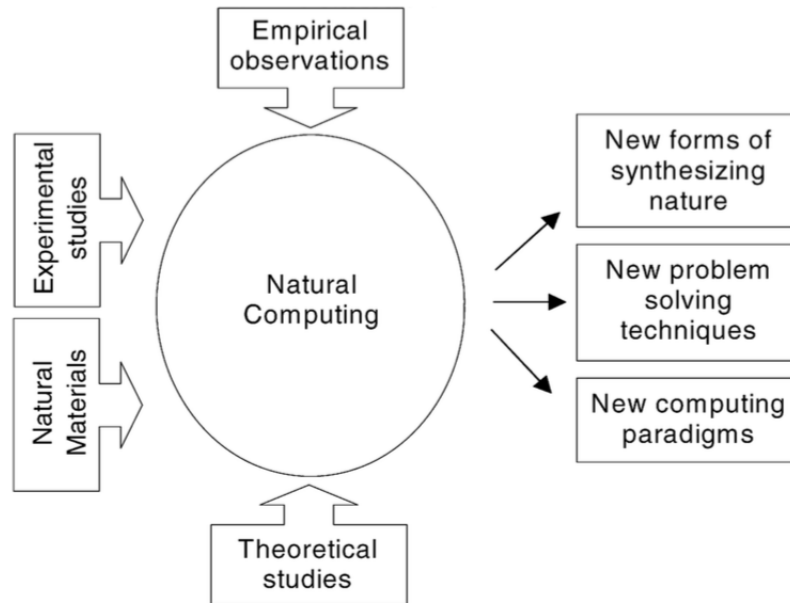 Empirical
observations
Experimental
studies
Natural
Materials
Natural
Computing
Theoretical
studies
New forms of
synthesizing
nature
New problem
solving
techniques
New computing
paradigms